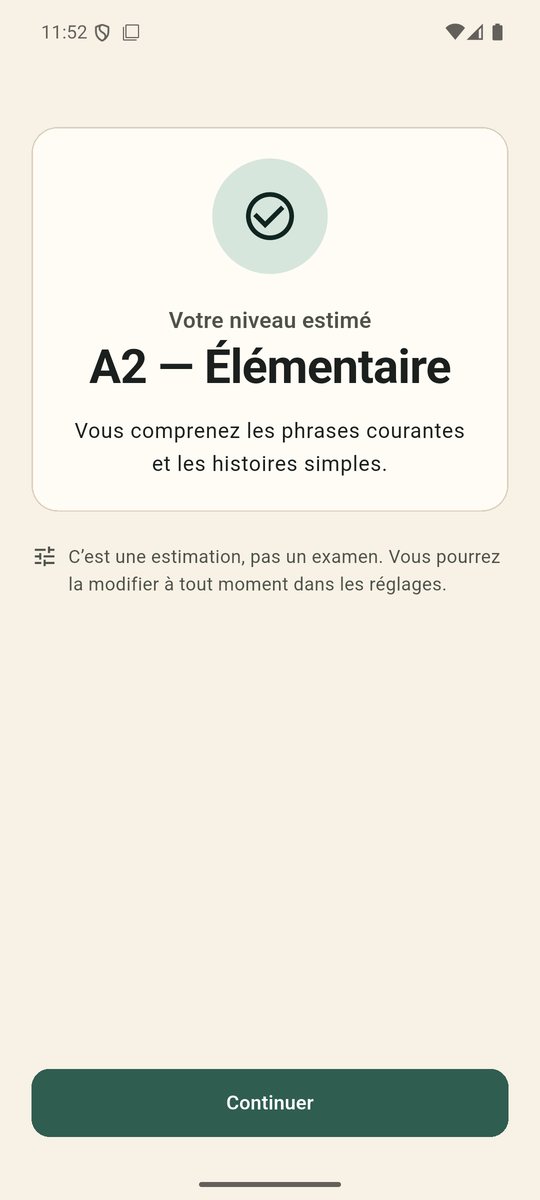 11:52
Votre niveau estimé
A2 — Élémentaire
Vous comprenez les phrases courantes
et les histoires simples.
C’est une estimation, pas un examen. Vous pourrez
la modifier à tout moment dans les réglages.
Continuer